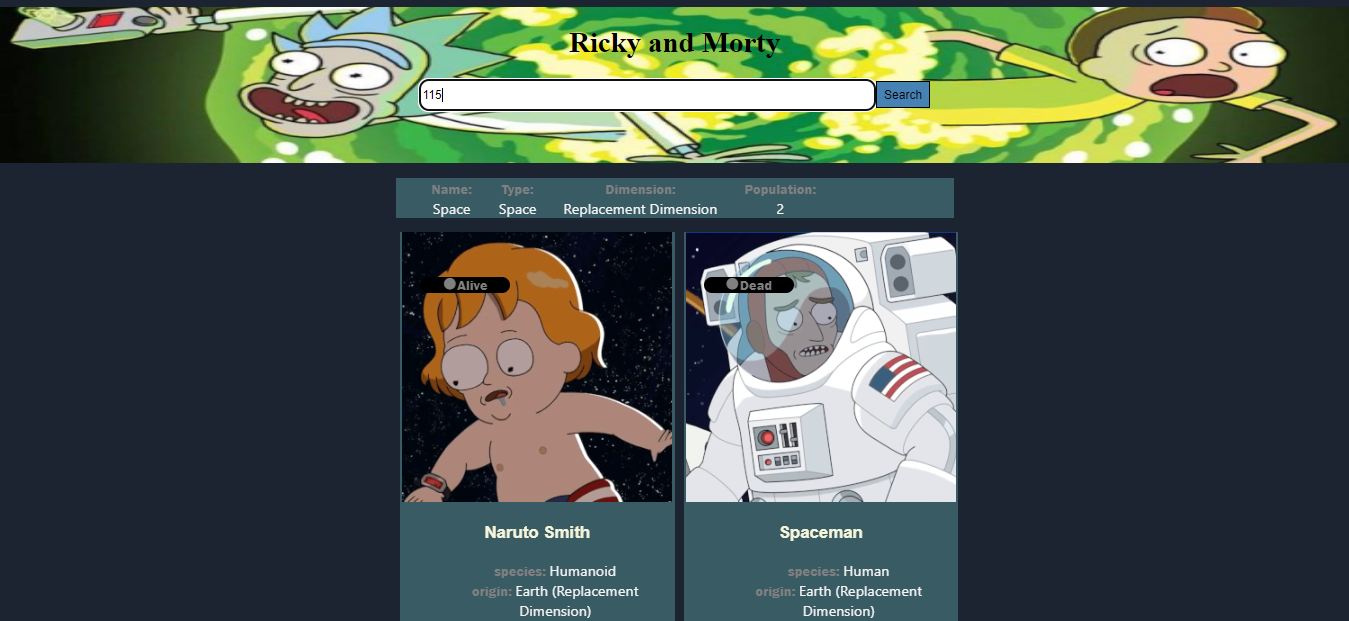 Ricky and Morty
115 Search
Name: Type: Dimension: Population:
Space Space Replacement Dimension 2
Alive
Dead
Naruto Smith
species: Humanoid
origin: Earth (Replacement
Dimension)
Spaceman
species: Human
origin: Earth (Replacement
Dimension)